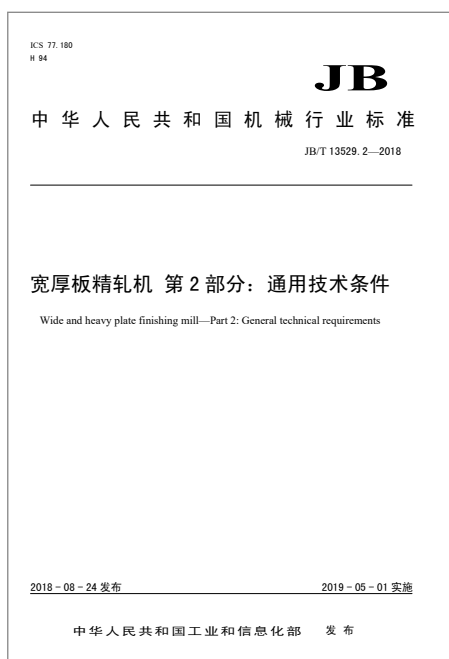 ICS 77.180
H 94
JB
中华人民共和国机械行业标准
JB/T 13529.2—2018
宽厚板精轧机 第2部分：通用技术条件
Wide and heavy plate finishing mill—Part 2: General technical requirements
2018-08-24 发布 2019-05-01 实施
中华人民共和国工业和信息化部 发布